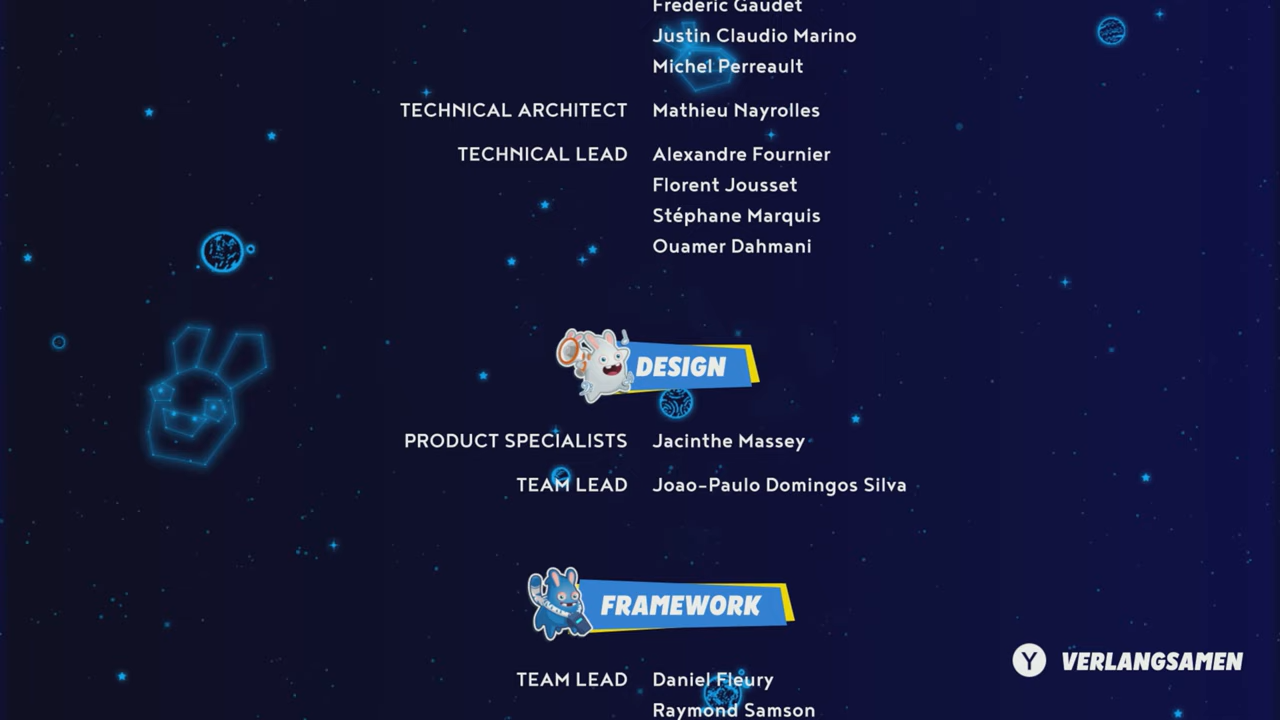 Frédéric Gaudet
Justin Claudio Marino
Michel Perreault
TECHNICAL ARCHITECT Mathieu Nayrolles
TECHNICAL LEAD Alexandre Fournier
Florent Jousset
Stéphane Marquis
Ouamer Dahmani
DESIGN
PRODUCT SPECIALISTS Jacinthe Massey
TEAM LEAD Joao-Paulo Domingos Silva
FRAMEWORK
TEAM LEAD Daniel Fleury
Raymond Samson
Y VERLANGSAMEN